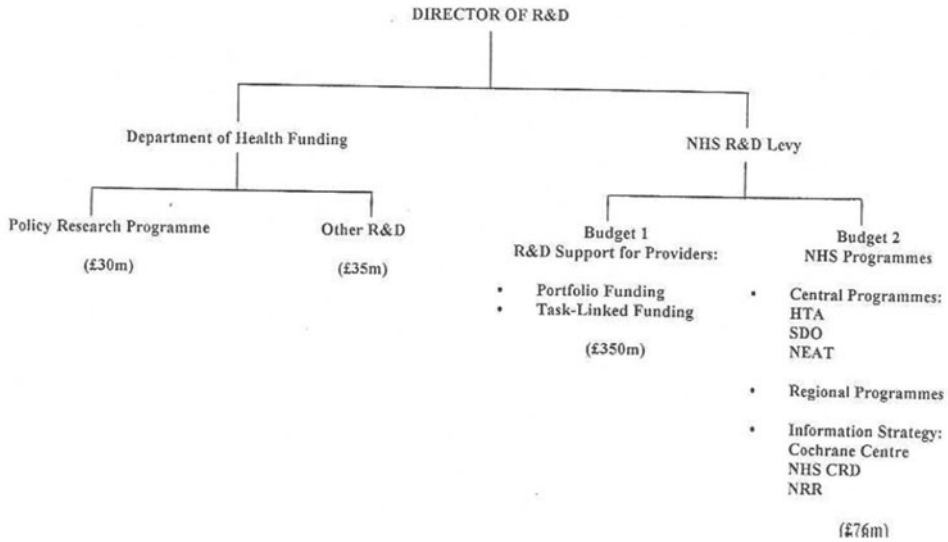 DIRECTOR OF R&D
Department of Health Funding
NHS R&D Levy
Policy Research Programme
(£30m)
Other R&D
(£35m)
Budget 1
R&D Support for Providers:
• Portfolio Funding
• Task-Linked Funding
(£350m)
Budget 2
NHS Programmes
• Central Programmes:
HTA
SDO
NEAT
• Regional Programmes
• Information Strategy:
Cochrane Centre
NHS CRD
NRR
(£76m)